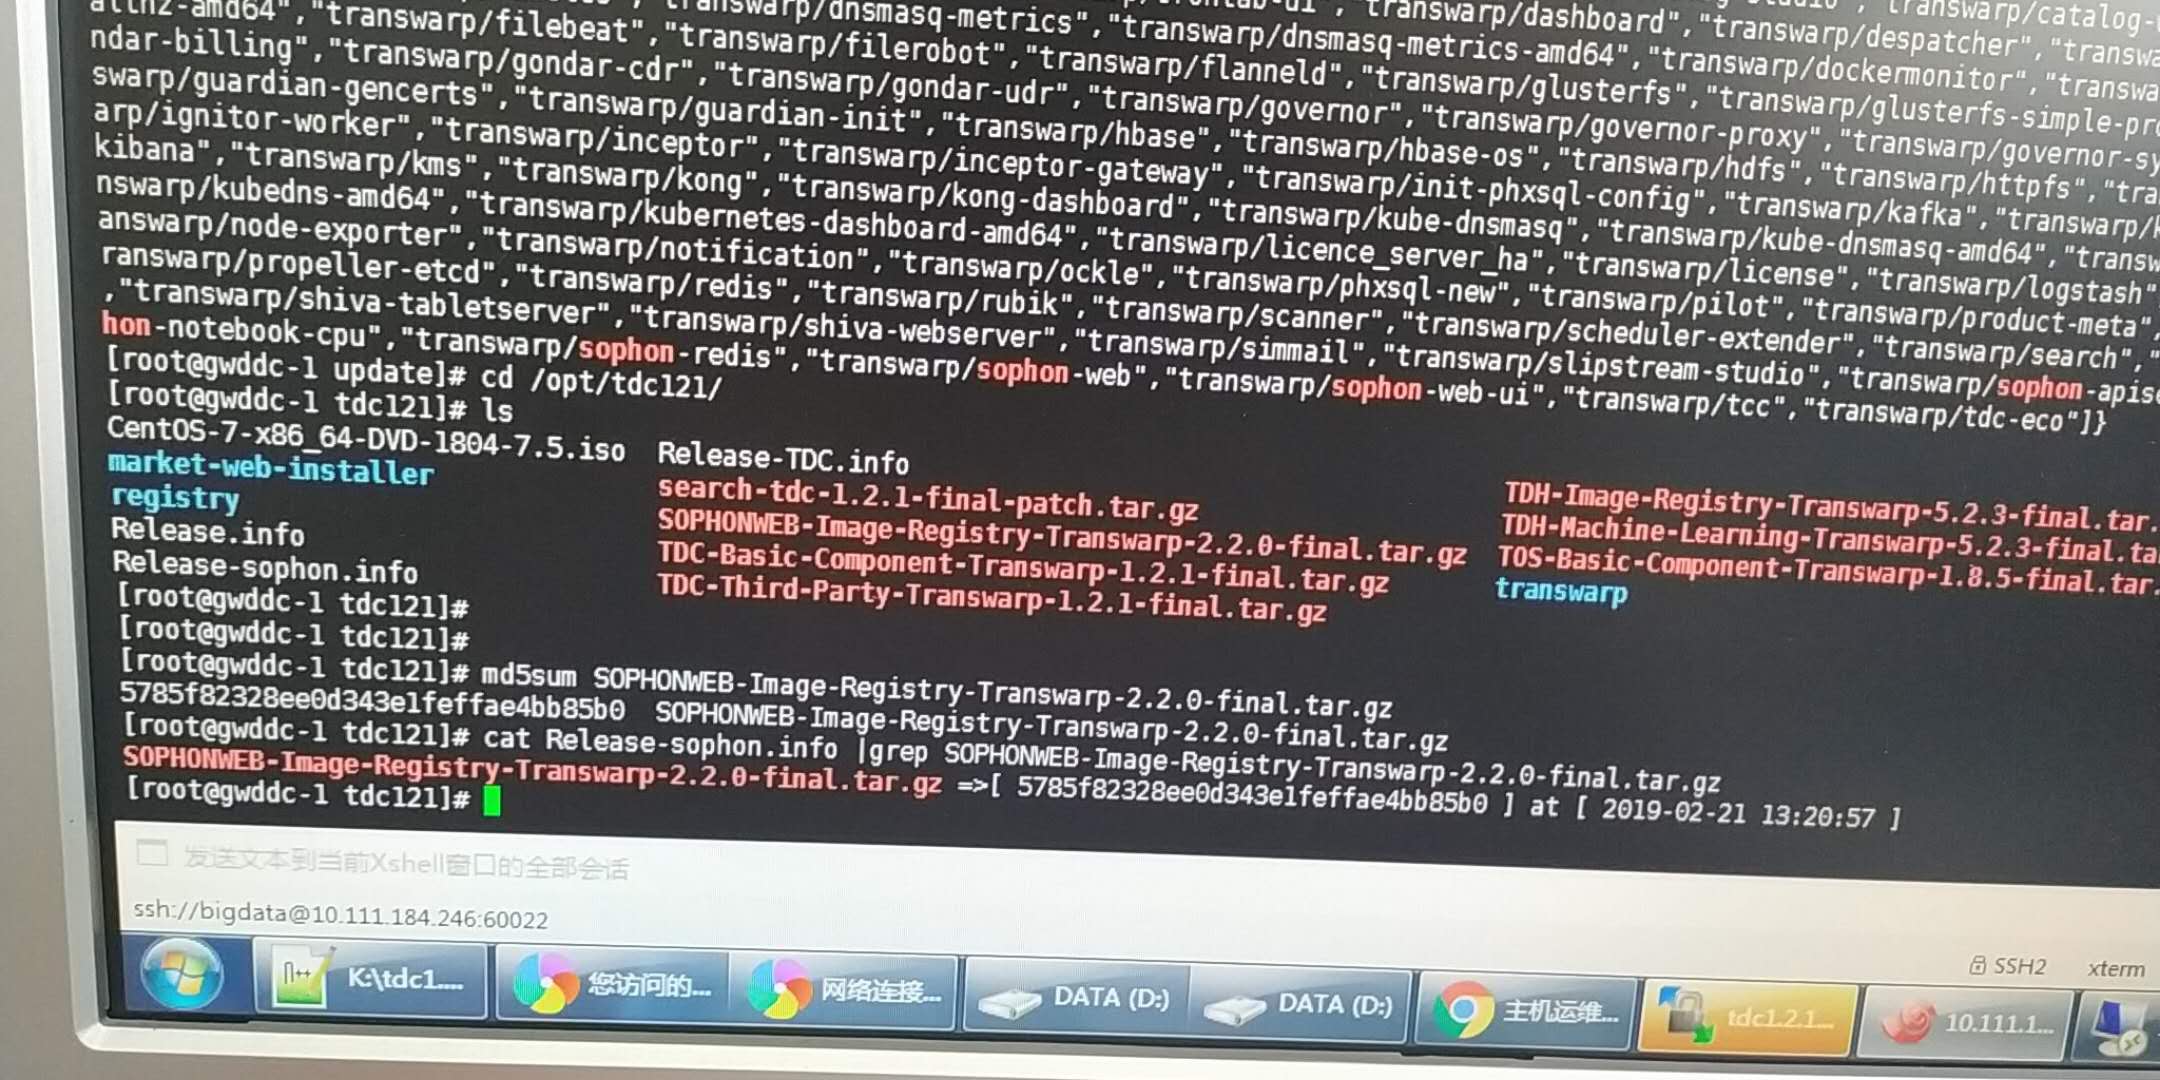 allnz-amd64","transwarp/filebeat","transwarp/dnsmasq-metrics","transwarp/dnsmasq-metrics-amd64","transwarp/dashboard","transwarp/despatcher","transwa
ndar-billing","transwarp/gondar-cdr","transwarp/filerobot","transwarp/flanneld","transwarp/glusterfs","transwarp/dockermonitor","transwa
swarp/guardian-gencerts","transwarp/guardian-init","transwarp/gondar-udr","transwarp/governor","transwarp/governor-proxy","transwarp/glusterfs-simple-pro
arp/ignitor-worker","transwarp/inceptor","transwarp/inceptor-gateway","transwarp/hbase","transwarp/hbase-os","transwarp/hdfs","transwarp/httpfs","transwarp/governor-sy
kibana","transwarp/kms","transwarp/kong","transwarp/kong-dashboard","transwarp/init-phxsql-config","transwarp/kafka","transwarp/k
nswarp/kubedns-amd64","transwarp/kubernetes-dashboard-amd64","transwarp/kube-dnsmasq","transwarp/kube-dnsmasq-amd64","transw
answarp/node-exporter","transwarp/notification","transwarp/ockle","transwarp/licence_server_ha","transwarp/license","transwarp/logstash"
ranswarp/propeller-etcd","transwarp/redis","transwarp/rubik","transwarp/phxsql-new","transwarp/pilot","transwarp/product-meta",
,"transwarp/shiva-tabletserver","transwarp/shiva-webserver","transwarp/scanner","transwarp/scheduler-extender","transwarp/search","
hon-notebook-cpu","transwarp/sophon-redis","transwarp/sophon-web","transwarp/simmail","transwarp/slipstream-studio","transwarp/sophon-apise
"transwarp/sophon-web-ui","transwarp/tcc","transwarp/tdc-eco"]}
[root@gwddc-1 update]# cd /opt/tdc121/
[root@gwddc-1 tdc121]# ls
CentOS-7-x86_64-DVD-1804-7.5.iso Release-TDC.info TDH-Image-Registry-Transwarp-5.2.3-final.tar.
market-web-installer search-tdc-1.2.1-final-patch.tar.gz TDH-Machine-Learning-Transwarp-5.2.3-final.ta
registry SOPHONWEB-Image-Registry-Transwarp-2.2.0-final.tar.gz TOS-Basic-Component-Transwarp-1.8.5-final.tar.
Release.info TDC-Basic-Component-Transwarp-1.2.1-final.tar.gz transwarp
Release-sophon.info TDC-Third-Party-Transwarp-1.2.1-final.tar.gz
[root@gwddc-1 tdc121]#
[root@gwddc-1 tdc121]#
[root@gwddc-1 tdc121]# md5sum SOPHONWEB-Image-Registry-Transwarp-2.2.0-final.tar.gz
5785f82328ee0d343e1feffae4bb85b0 SOPHONWEB-Image-Registry-Transwarp-2.2.0-final.tar.gz
[root@gwddc-1 tdc121]# cat Release-sophon.info |grep SOPHONWEB-Image-Registry-Transwarp-2.2.0-final.tar.gz
SOPHONWEB-Image-Registry-Transwarp-2.2.0-final.tar.gz =>[ 5785f82328ee0d343e1feffae4bb85b0 ] at [ 2019-02-21 13:20:57 ]
[root@gwddc-1 tdc121]#
发送文本到当前Xshell窗口的全部会话
ssh://bigdata@10.111.184.246:60022
SSH2 xterm
K:\tdc1.... 您访问的... 网络连接... DATA (D:) DATA (D:) 主机运维... tdc1.2.1... 10.111.1...